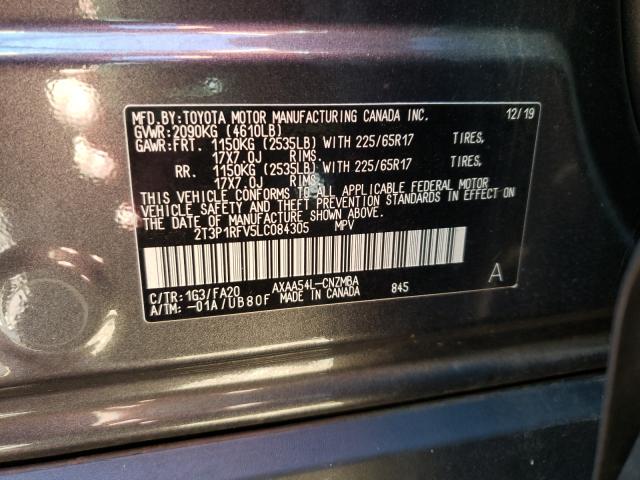 MFD.BY:TOYOTA MOTOR MANUFACTURING CANADA INC. 12/19
GVWR:2090KG (4610LB)
GAWR:FRT. 1150KG (2535LB) WITH 225/65R17 TIRES,
17X7.0J RIMS.
RR. 1150KG (2535LB) WITH 225/65R17 TIRES,
17X7.0J RIMS.
THIS VEHICLE CONFORMS TO ALL APPLICABLE FEDERAL MOTOR
VEHICLE SAFETY AND THEFT PREVENTION STANDARDS IN EFFECT ON
THE DATE OF MANUFACTURE SHOWN ABOVE.
2T3P1RFV5LC084305 MPV
A
C/TR:1G3/FA20 AXAA54L-CNZMBA 845
A/TM:-01A/UB80F MADE IN CANADA